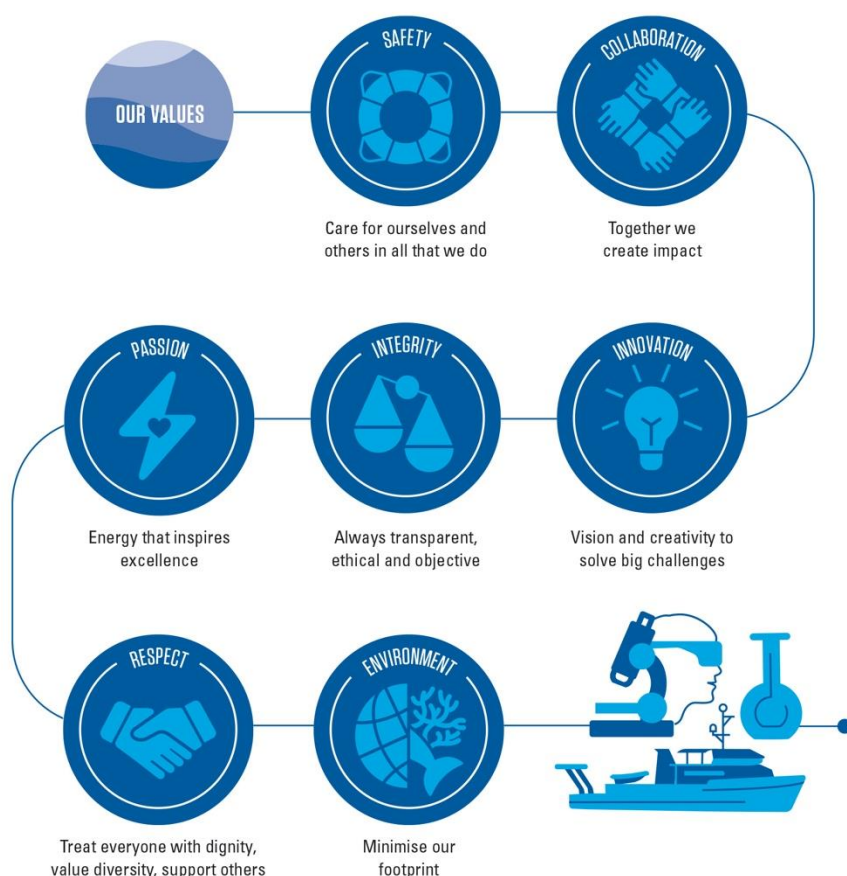 OUR VALUES
SAFETY
Care for ourselves and
others in all that we do
COLLABORATION
Together we
create impact
INNOVATION
Vision and creativity to
solve big challenges
INTEGRITY
Always transparent,
ethical and objective
PASSION
Energy that inspires
excellence
RESPECT
Treat everyone with dignity,
value diversity, support others
ENVIRONMENT
Minimise our
footprint